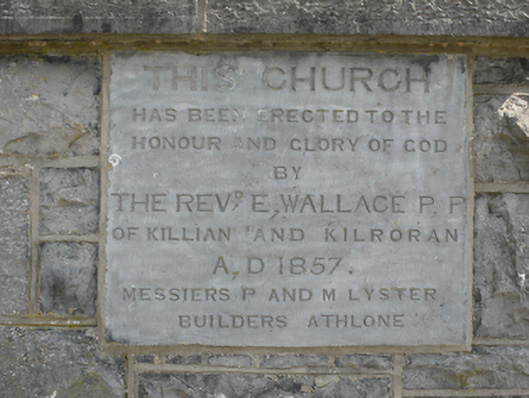 THIS CHURCH
HAS BEEN ERECTED TO THE
HONOUR AND GLORY OF GOD
BY
THE REVD. E, WALLACE P. P
OF KILLIAN AND KILRORAN
A, D 1857.
MESSIERS P AND M LYSTER
BUILDERS ATHLONE